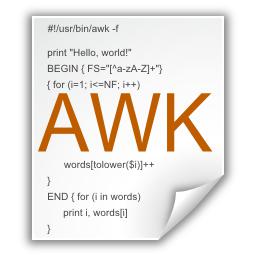 #!/usr/bin/awk -f
print "Hello, world!"
BEGIN { FS="[^a-zA-Z]+"}
{ for (i=1; i<=NF; i++)
AWK
words[tolower($i)]++
}
END { for (i in words)
print i, words[i]
}